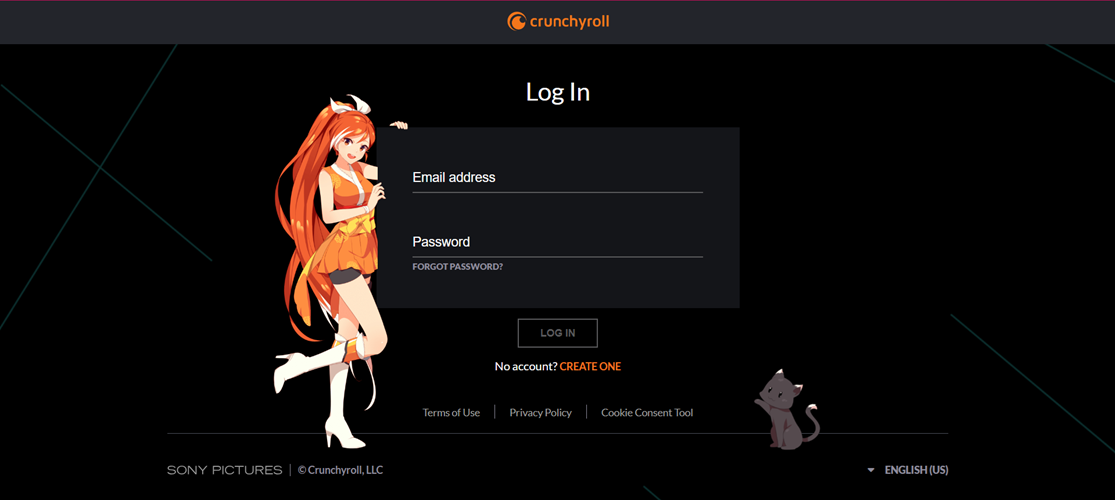 crunchyroll
Log In
Email address
Password
FORGOT PASSWORD?
LOG IN
No account? CREATE ONE
Terms of Use | Privacy Policy | Cookie Consent Tool
SONY PICTURES | © Crunchyroll, LLC
ENGLISH (US)